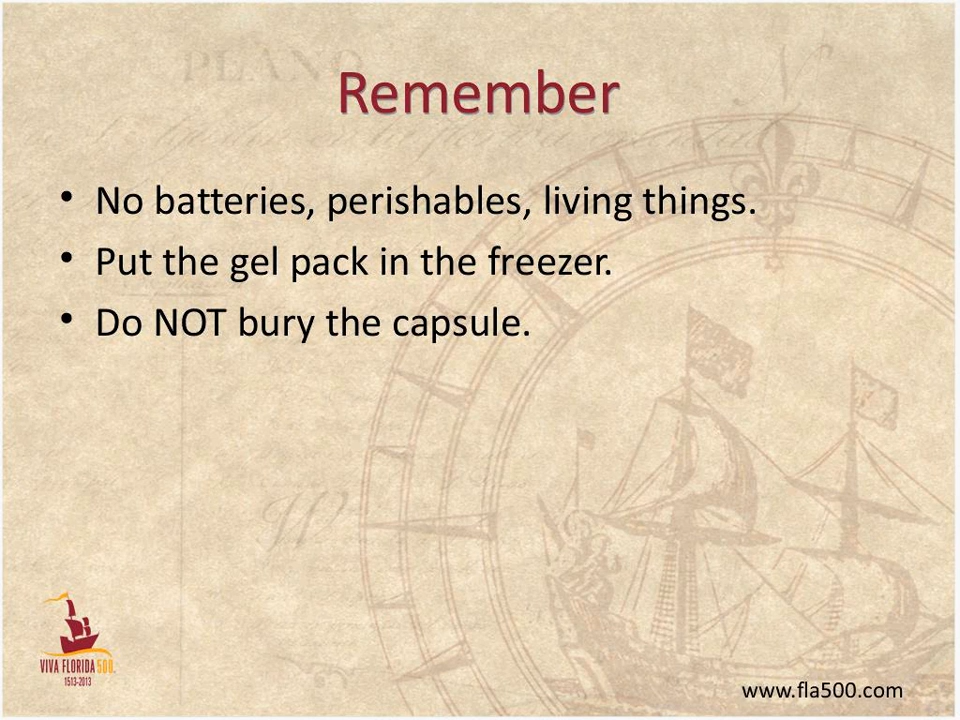 PLANO
Remember
• No batteries, perishables, living things.
• Put the gel pack in the freezer.
• Do NOT bury the capsule.
W
VIVA FLORIDA 500.
1513-2013
www.fla500.com